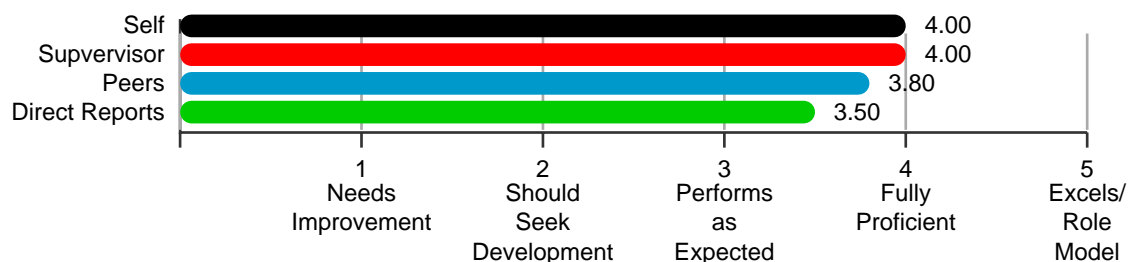 Self 4.00
Supvervisor 4.00
Peers 3.80
Direct Reports 3.50
1 2 3 4 5
Needs Should Performs Fully Excels/
Improvement Seek as Proficient Role
Development Expected Model